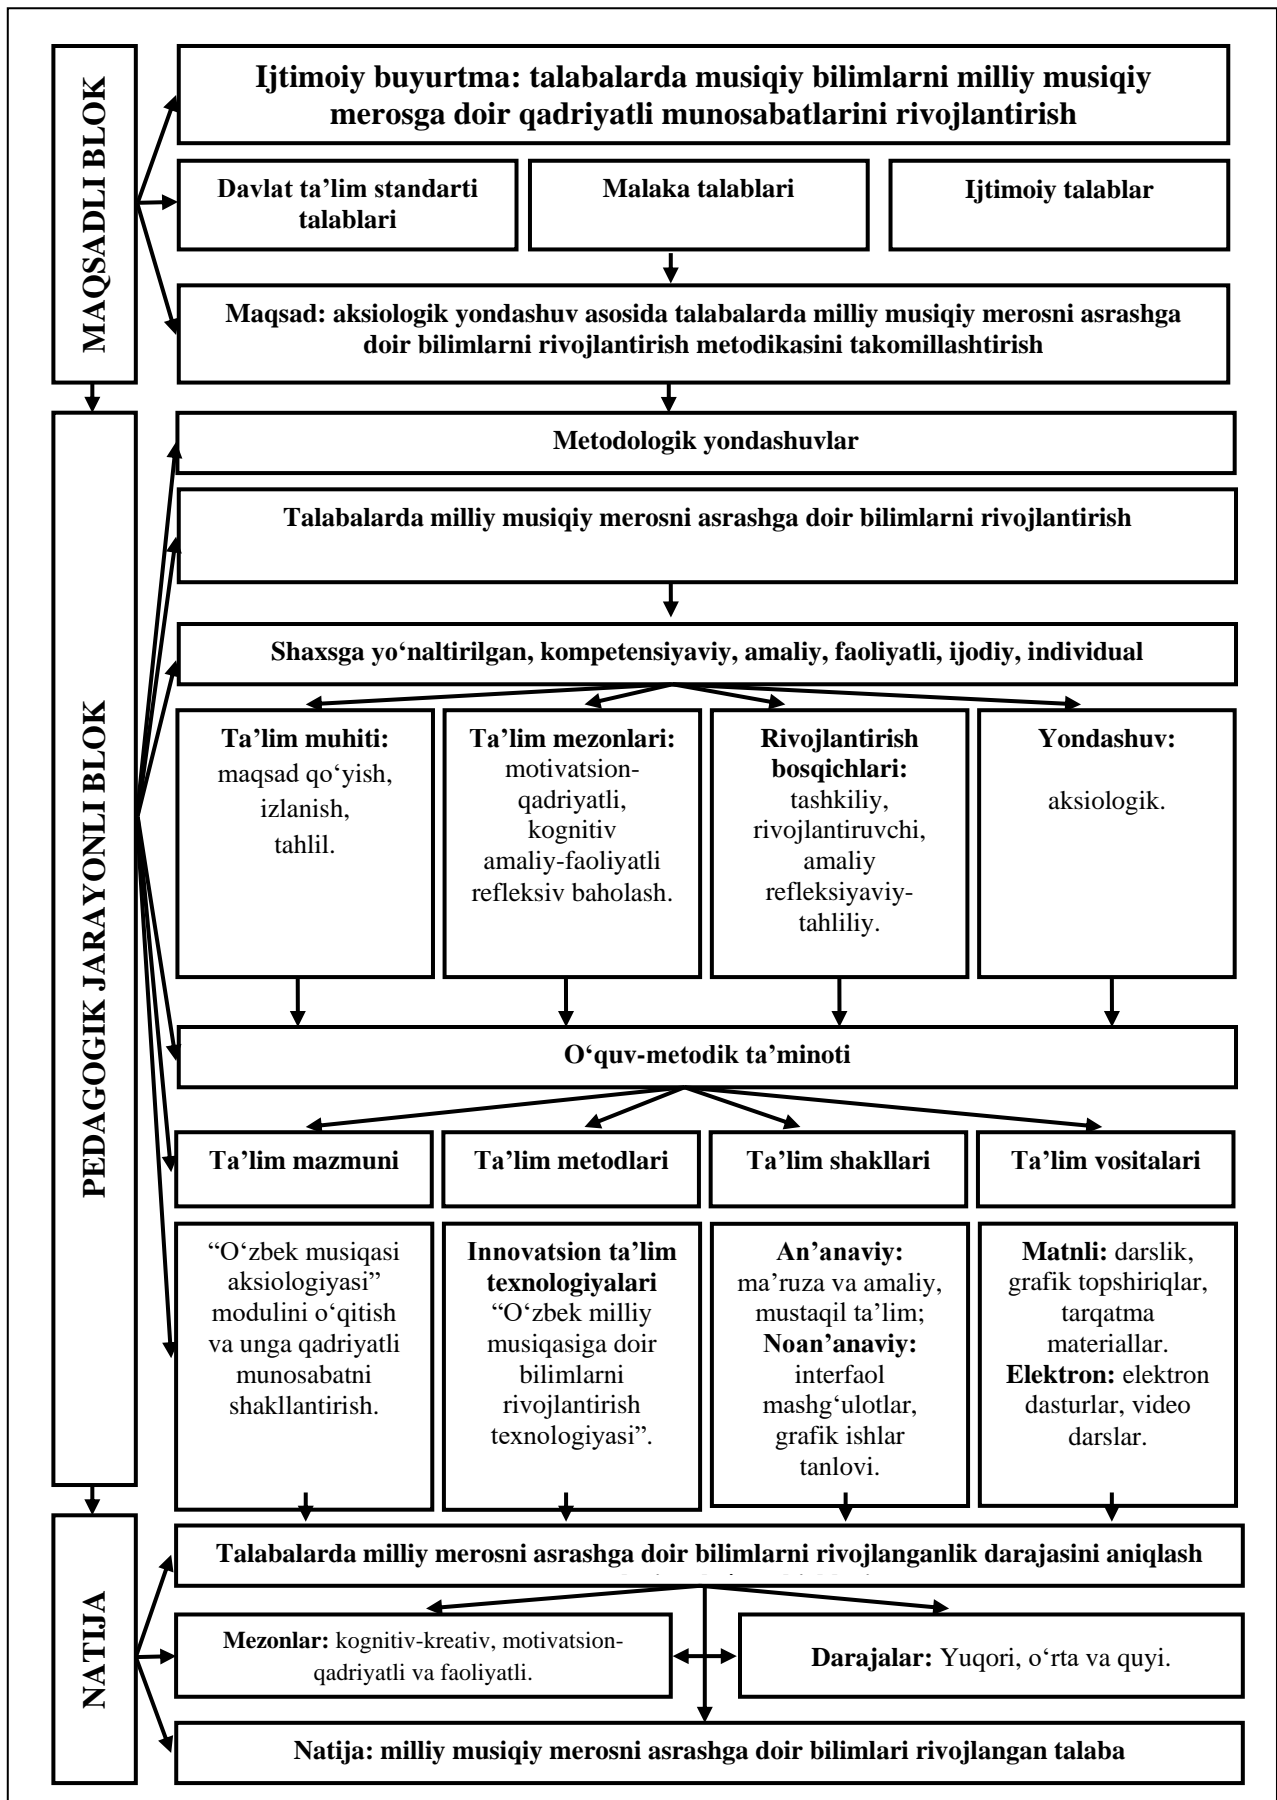 MAQSADLI BLOK
Ijtimoiy buyurtma: talabalarda musiqiy bilimlarni milliy musiqiy
merosga doir qadriyatli munosabatlarini rivojlantirish
Davlat ta’lim standarti
talablari
Malaka talablari
Ijtimoiy talablar
Maqsad: aksiologik yondashuv asosida talabalarda milliy musiqiy merosni asrashga
doir bilimlarni rivojlantirish metodikasini takomillashtirish
PEDAGOGIK JARAYONLI BLOK
Metodologik yondashuvlar
Talabalarda milliy musiqiy merosni asrashga doir bilimlarni rivojlantirish
Shaxsga yo‘naltirilgan, kompetensiyaviy, amaliy, faoliyatli, ijodiy, individual
Ta’lim muhiti:
maqsad qo‘yish,
izlanish,
tahlil.
Ta’lim mezonlari:
motivatsion-
qadriyatli,
kognitiv
amaliy-faoliyatli
refleksiv baholash.
Rivojlantirish
bosqichlari:
tashkiliy,
rivojlantiruvchi,
amaliy
refleksiyaviy-
tahliliy.
Yondashuv:
aksiologik.
O‘quv-metodik ta’minoti
Ta’lim mazmuni
Ta’lim metodlari
Ta’lim shakllari
Ta’lim vositalari
“O‘zbek musiqasi
aksiologiyasi”
modulini o‘qitish
va unga qadriyatli
munosabatni
shakllantirish.
Innovatsion ta’lim
texnologiyalari
“O‘zbek milliy
musiqasiga doir
bilimlarni
rivojlantirish
texnologiyasi”.
An’anaviy:
ma’ruza va amaliy,
mustaqil ta’lim;
Noan’anaviy:
interfaol
mashg‘ulotlar,
grafik ishlar
tanlovi.
Matnli: darslik,
grafik topshiriqlar,
tarqatma
materiallar.
Elektron: elektron
dasturlar, video
darslar.
NATIJA
Talabalarda milliy merosni asrashga doir bilimlarni rivojlanganlik darajasini aniqlash
Mezonlar: kognitiv-kreativ, motivatsion-
qadriyatli va faoliyatli.
Darajalar: Yuqori, o‘rta va quyi.
Natija: milliy musiqiy merosni asrashga doir bilimlari rivojlangan talaba